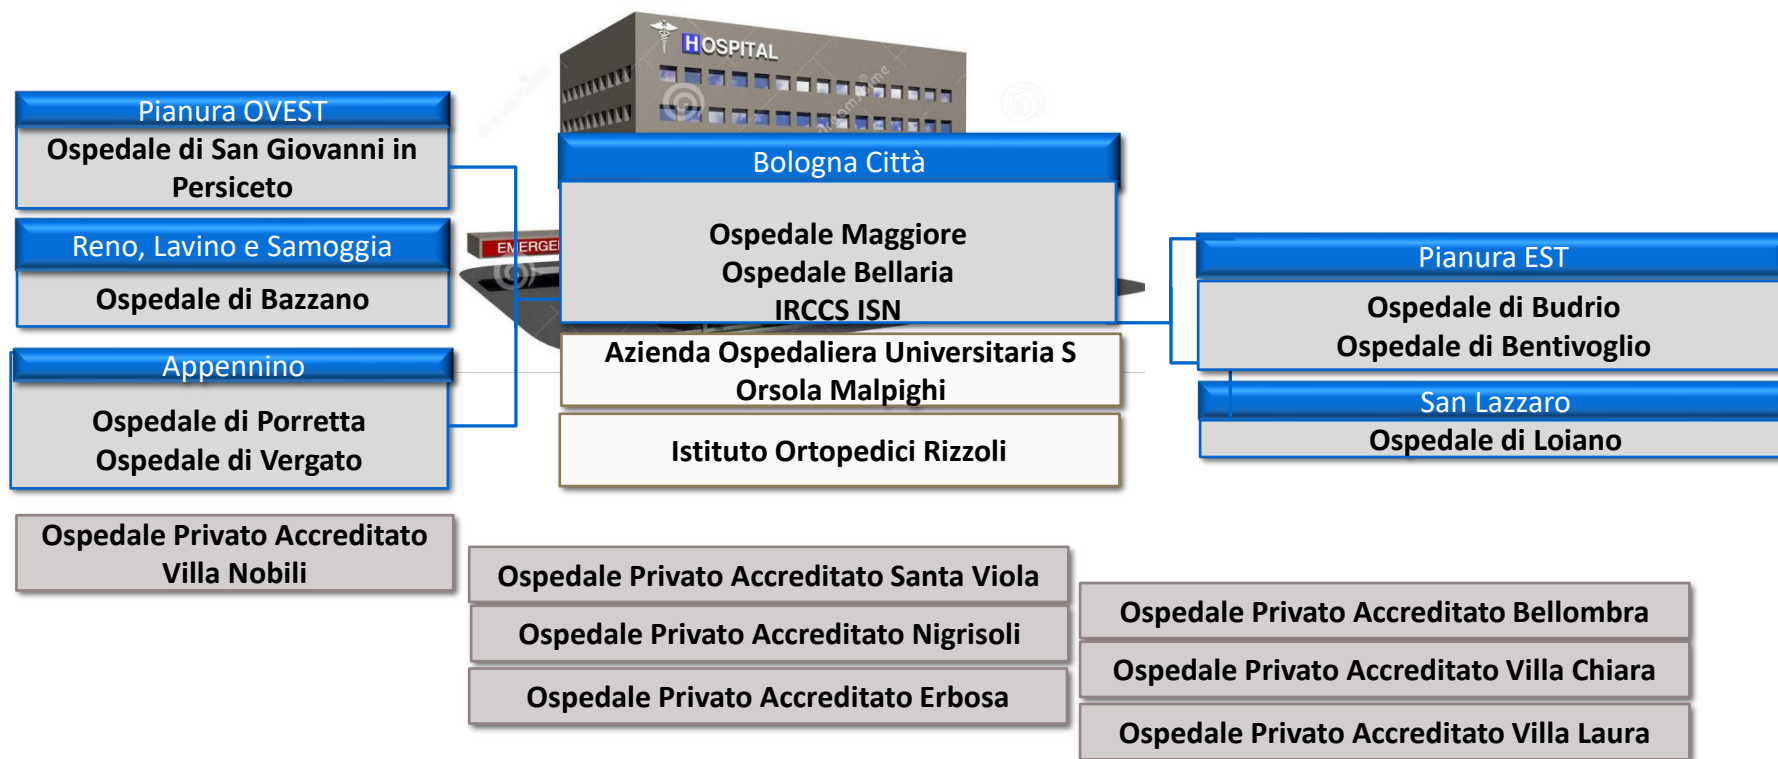 HOSPITAL
Pianura OVEST
Ospedale di San Giovanni in
Persiceto
Reno, Lavino e Samoggia
Ospedale di Bazzano
Appennino
Ospedale di Porretta
Ospedale di Vergato
EMERGE
Bologna Città
Ospedale Maggiore
Ospedale Bellaria
IRCCS ISN
Azienda Ospedaliera Universitaria S
Orsola Malpighi
Istituto Ortopedici Rizzoli
Pianura EST
Ospedale di Budrio
Ospedale di Bentivoglio
San Lazzaro
Ospedale di Loiano
Ospedale Privato Accreditato
Villa Nobili
Ospedale Privato Accreditato Santa Viola
Ospedale Privato Accreditato Nigrisoli
Ospedale Privato Accreditato Erbosa
Ospedale Privato Accreditato Bellombra
Ospedale Privato Accreditato Villa Chiara
Ospedale Privato Accreditato Villa Laura